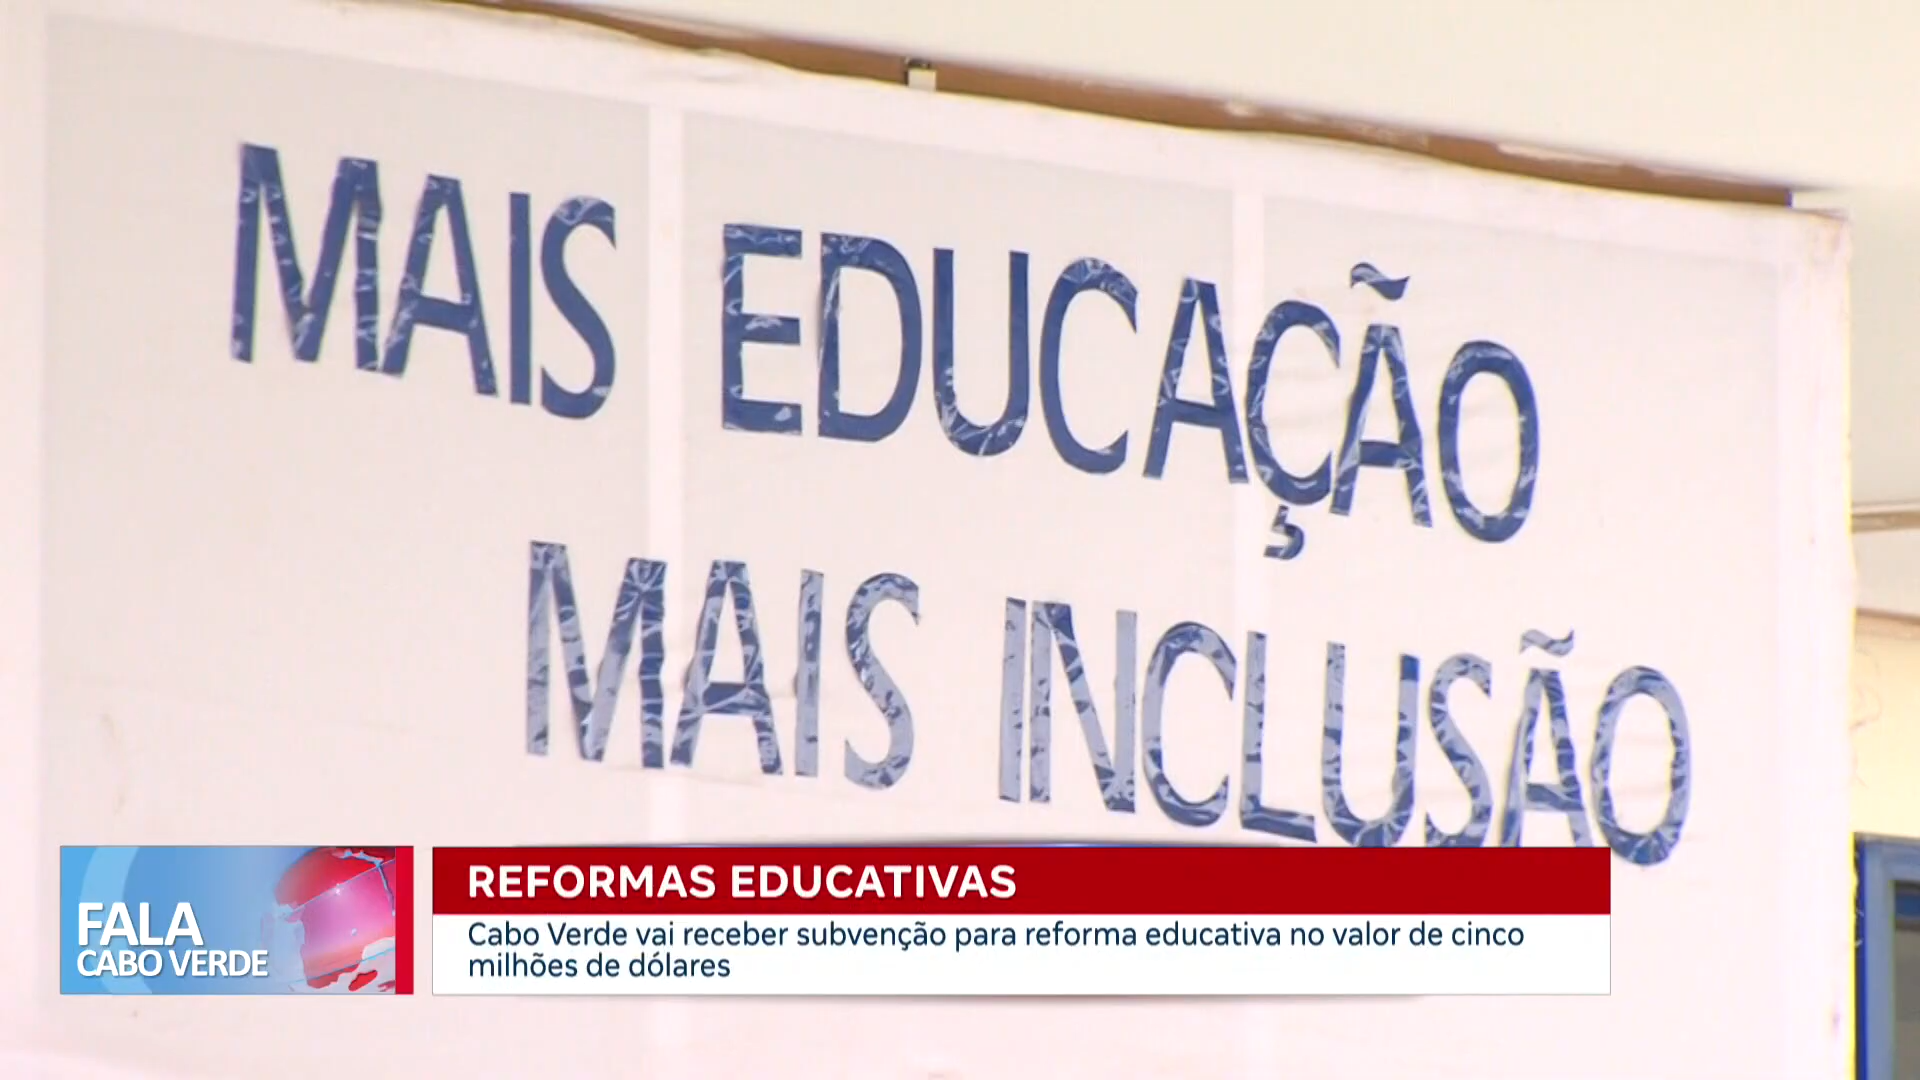 MAIS EDUCAÇÃO
MAIS INCLUSÃO
REFORMAS EDUCATIVAS
Cabo Verde vai receber subvenção para reforma educativa no valor de cinco
milhões de dólares
FALA
CABO VERDE